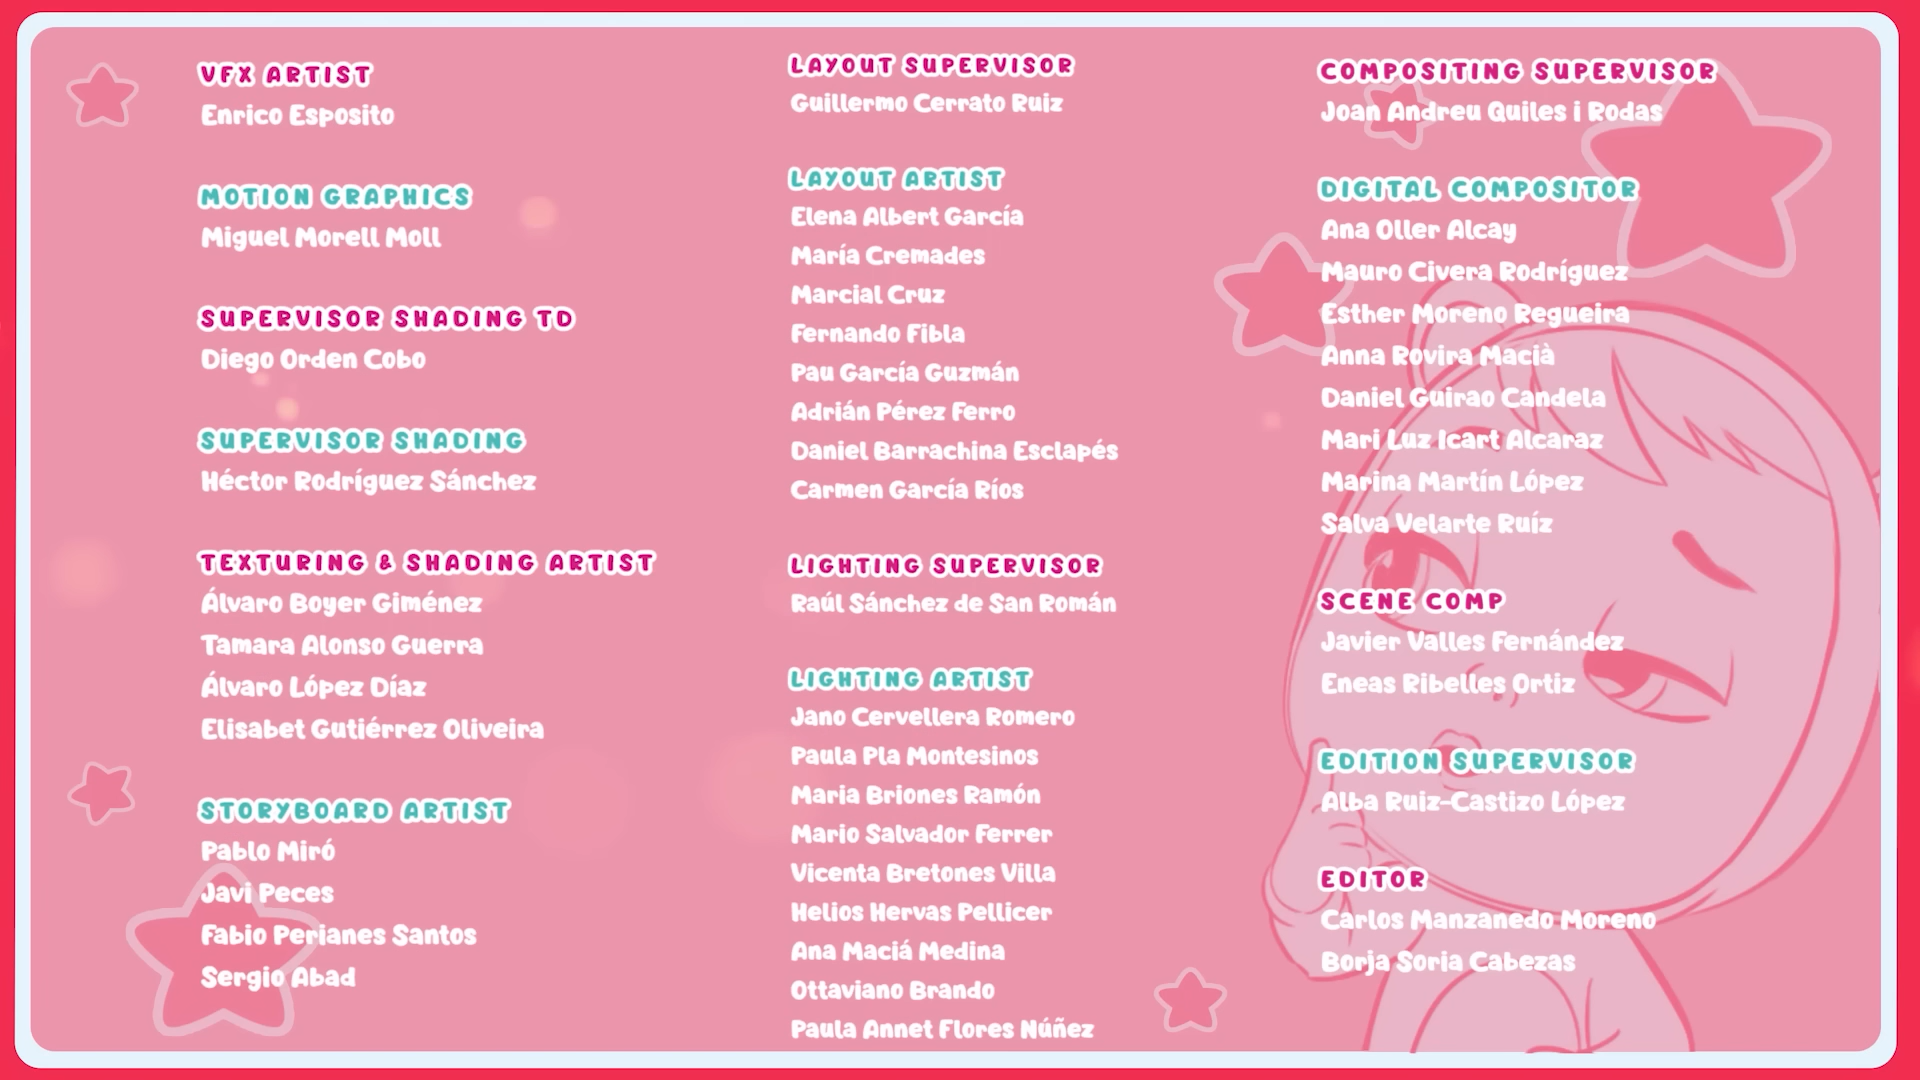 VFX ARTIST
Enrico Esposito
MOTION GRAPHICS
Miguel Morell Moll
SUPERVISOR SHADING TD
Diego Orden Cobo
SUPERVISOR SHADING
Héctor Rodríguez Sánchez
TEXTURING & SHADING ARTIST
Álvaro Boyer Giménez
Tamara Alonso Guerra
Álvaro López Díaz
Elisabet Gutiérrez Oliveira
STORYBOARD ARTIST
Pablo Miró
Javi Peces
Fabio Perianes Santos
Sergio Abad
LAYOUT SUPERVISOR
Guillermo Cerrato Ruiz
LAYOUT ARTIST
Elena Albert García
María Cremades
Marcial Cruz
Fernando Fibla
Pau García Guzmán
Adrián Pérez Ferro
Daniel Barrachina Esclapés
Carmen García Ríos
LIGHTING SUPERVISOR
Raúl Sánchez de San Román
LIGHTING ARTIST
Jano Cervellera Romero
Paula Pla Montesinos
Maria Briones Ramón
Mario Salvador Ferrer
Vicenta Bretones Villa
Helios Hervas Pellicer
Ana Maciá Medina
Ottaviano Brando
Paula Annet Flores Núñez
COMPOSITING SUPERVISOR
Joan Andreu Quiles i Rodas
DIGITAL COMPOSITOR
Ana Oller Alcay
Mauro Civera Rodríguez
Esther Moreno Regueira
Anna Rovira Macià
Daniel Guirao Candela
Mari Luz Icart Alcaraz
Marina Martín López
Salva Velarte Ruíz
SCENE COMP
Javier Valles Fernández
Eneas Ribelles Ortiz
EDITION SUPERVISOR
Alba Ruiz-Castizo López
EDITOR
Carlos Manzanedo Moreno
Borja Soria Cabezas